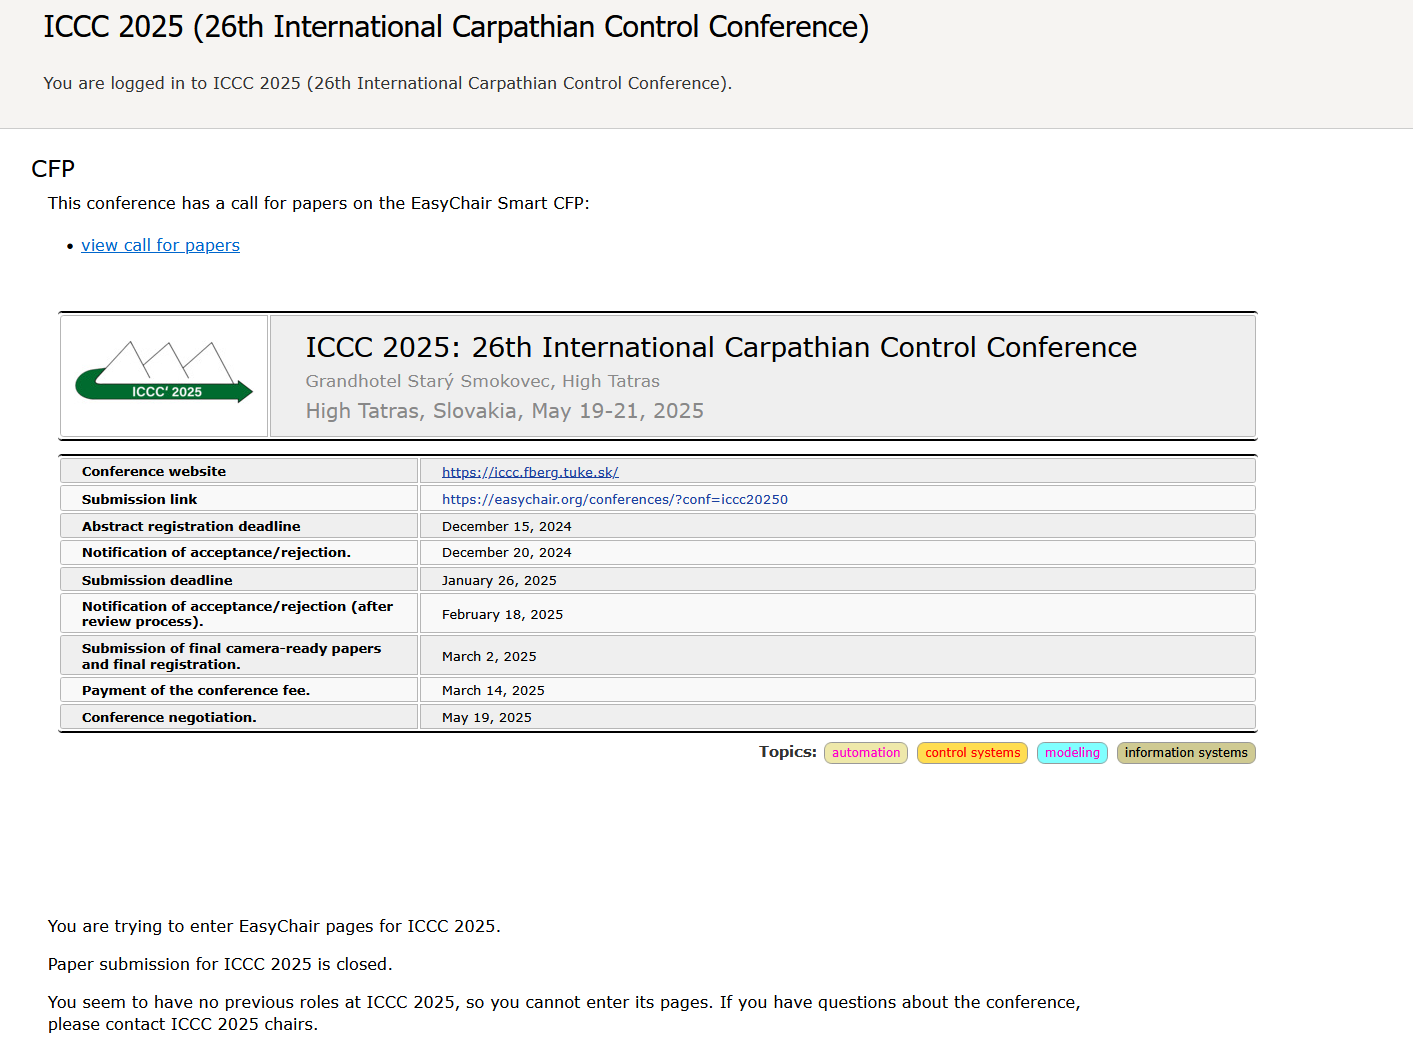 ICCC 2025 (26th International Carpathian Control Conference)
You are logged in to ICCC 2025 (26th International Carpathian Control Conference).
CFP
This conference has a call for papers on the EasyChair Smart CFP:
• view call for papers
ICCC' 2025
ICCC 2025: 26th International Carpathian Control Conference
Grandhotel Starý Smokovec, High Tatras
High Tatras, Slovakia, May 19-21, 2025
Conference website https://iccc.fberg.tuke.sk/
Submission link https://easychair.org/conferences/?conf=iccc20250
Abstract registration deadline December 15, 2024
Notification of acceptance/rejection. December 20, 2024
Submission deadline January 26, 2025
Notification of acceptance/rejection (after
review process). February 18, 2025
Submission of final camera-ready papers
and final registration. March 2, 2025
Payment of the conference fee. March 14, 2025
Conference negotiation. May 19, 2025
Topics: automation control systems modeling information systems
You are trying to enter EasyChair pages for ICCC 2025.
Paper submission for ICCC 2025 is closed.
You seem to have no previous roles at ICCC 2025, so you cannot enter its pages. If you have questions about the conference,
please contact ICCC 2025 chairs.